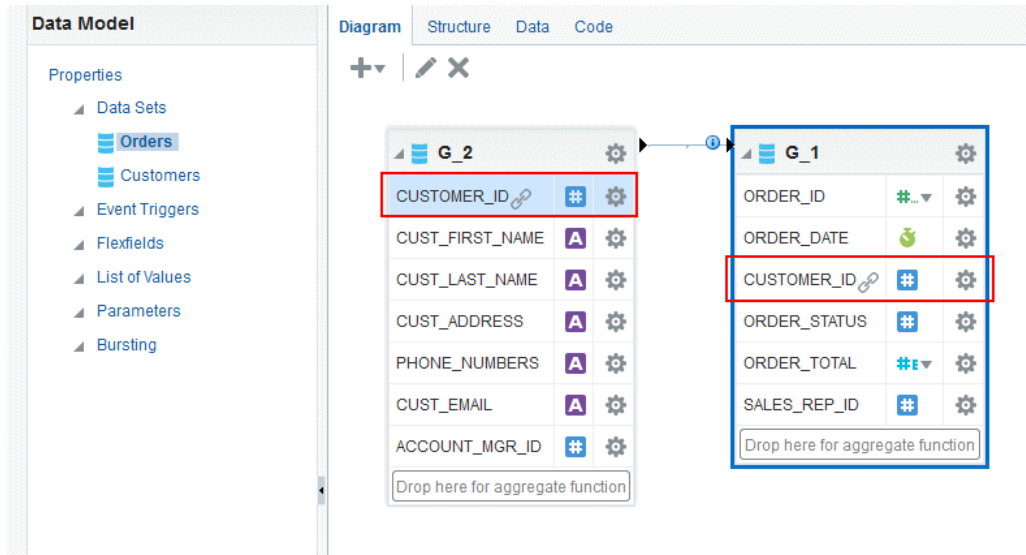 Data Model
Properties
Data Sets
Orders
Customers
Event Triggers
Flexfields
List of Values
Parameters
Bursting
Diagram Structure Data Code
G_2
CUSTOMER_ID #
CUST_FIRST_NAME A
CUST_LAST_NAME A
CUST_ADDRESS A
PHONE_NUMBERS A
CUST_EMAIL A
ACCOUNT_MGR_ID #
Drop here for aggregate function
i
G_1
ORDER_ID #...
ORDER_DATE
CUSTOMER_ID #
ORDER_STATUS #
ORDER_TOTAL #E
SALES_REP_ID #
Drop here for aggregate function